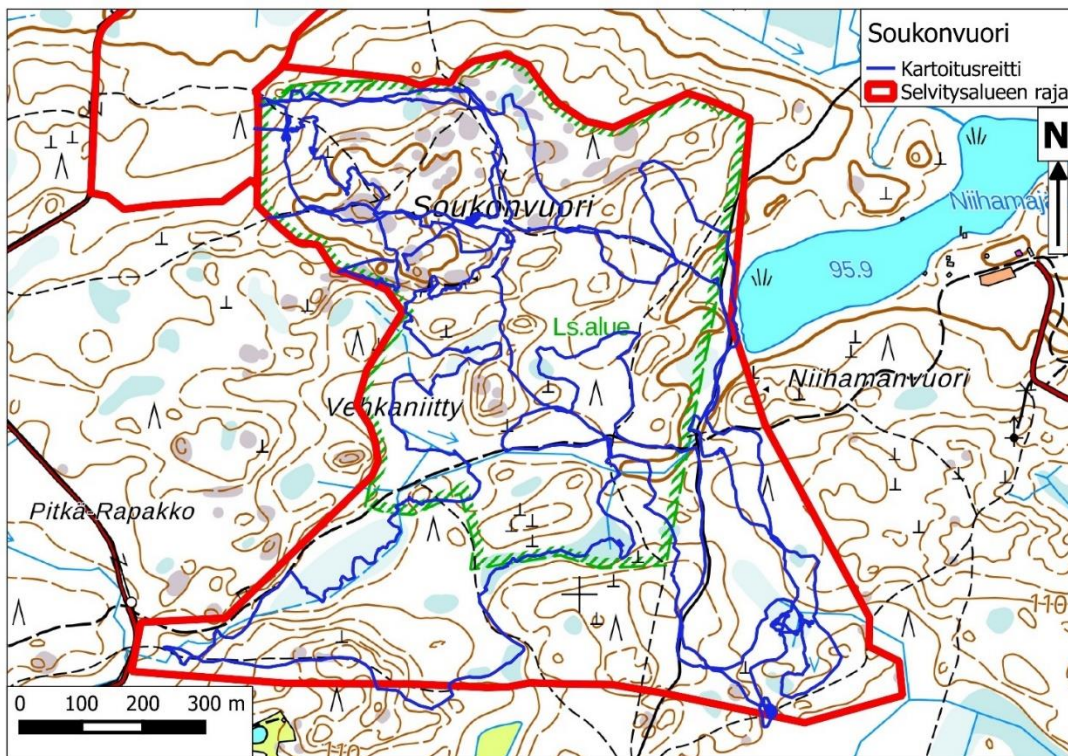 Soukonvuori
Kartoitusreitti
Selvitysalueen raja
N
Soukonvuori
Niihamajä
95.9
Ls.alue
Niihamanvuori
Vehkaniitty
Pitkä-Rapakko
110
0 100 200 300 m
110